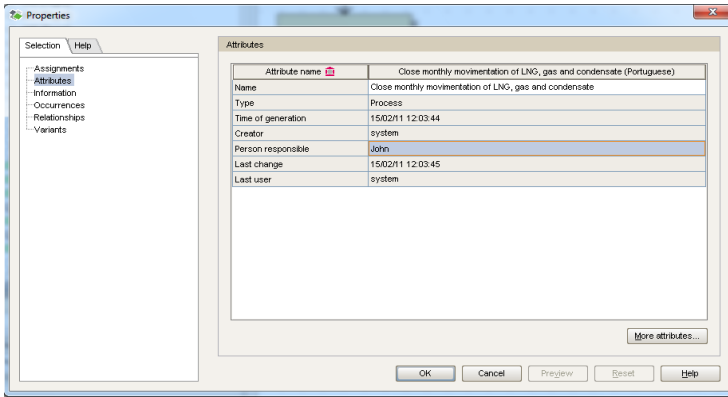 Properties
Selection Help
Assignments
Attributes
Information
Occurrences
Relationships
Variants
Attributes
Attribute name Close monthly movimentation of LNG, gas and condensate (Portuguese)
Name Close monthly movimentation of LNG, gas and condensate
Type Process
Time of generation 15/02/11 12:03:44
Creator system
Person responsible John
Last change 15/02/11 12:03:45
Last user system
More attributes...
OK Cancel Preview Reset Help